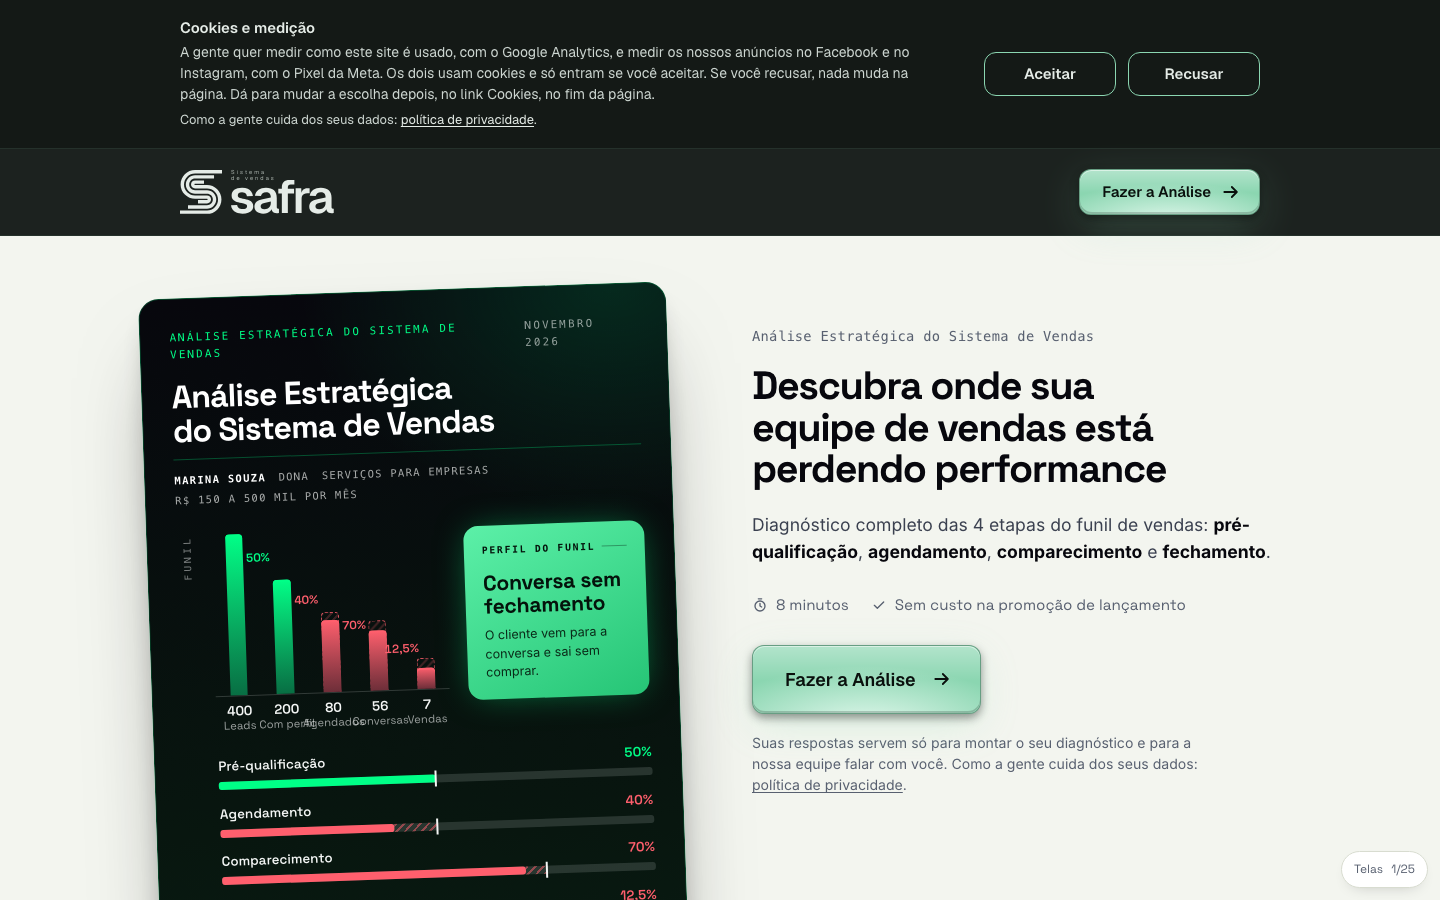 Cookies e medição
A gente quer medir como este site é usado, com o Google Analytics, e medir os nossos anúncios no Facebook e no
Instagram, com o Pixel da Meta. Os dois usam cookies e só entram se você aceitar. Se você recusar, nada muda na
página. Dá para mudar a escolha depois, no link Cookies, no fim da página.
Como a gente cuida dos seus dados: política de privacidade.
Aceitar
Recusar
Sistema
de vendas
safra
Fazer a Análise
ANÁLISE ESTRATÉGICA DO SISTEMA DE
VENDAS
NOVEMBRO
2026
Análise Estratégica
do Sistema de Vendas
MARINA SOUZA DONA SERVIÇOS PARA EMPRESAS
R$ 150 A 500 MIL POR MÊS
FUNIL
50%
40%
70%
12,5%
400 200 80 56 7
Leads Com perfil Agendados Conversas Vendas
PERFIL DO FUNIL
Conversa sem
fechamento
O cliente vem para a
conversa e sai sem
comprar.
Pré-qualificação 50%
Agendamento 40%
Comparecimento 70%
12,5%
Análise Estratégica do Sistema de Vendas
Descubra onde sua
equipe de vendas está
perdendo performance
Diagnóstico completo das 4 etapas do funil de vendas: pré-
qualificação, agendamento, comparecimento e fechamento.
8 minutos
Sem custo na promoção de lançamento
Fazer a Análise
Suas respostas servem só para montar o seu diagnóstico e para a
nossa equipe falar com você. Como a gente cuida dos seus dados:
política de privacidade.
Telas 1/25